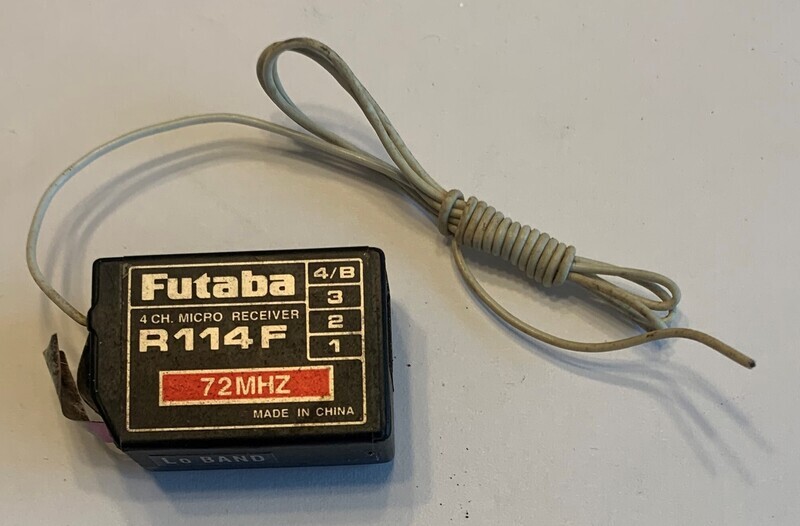 Futaba
4 CH. MICRO RECEIVER
R114F
4/B
3
2
1
72MHZ
MADE IN CHINA
Lo BAND